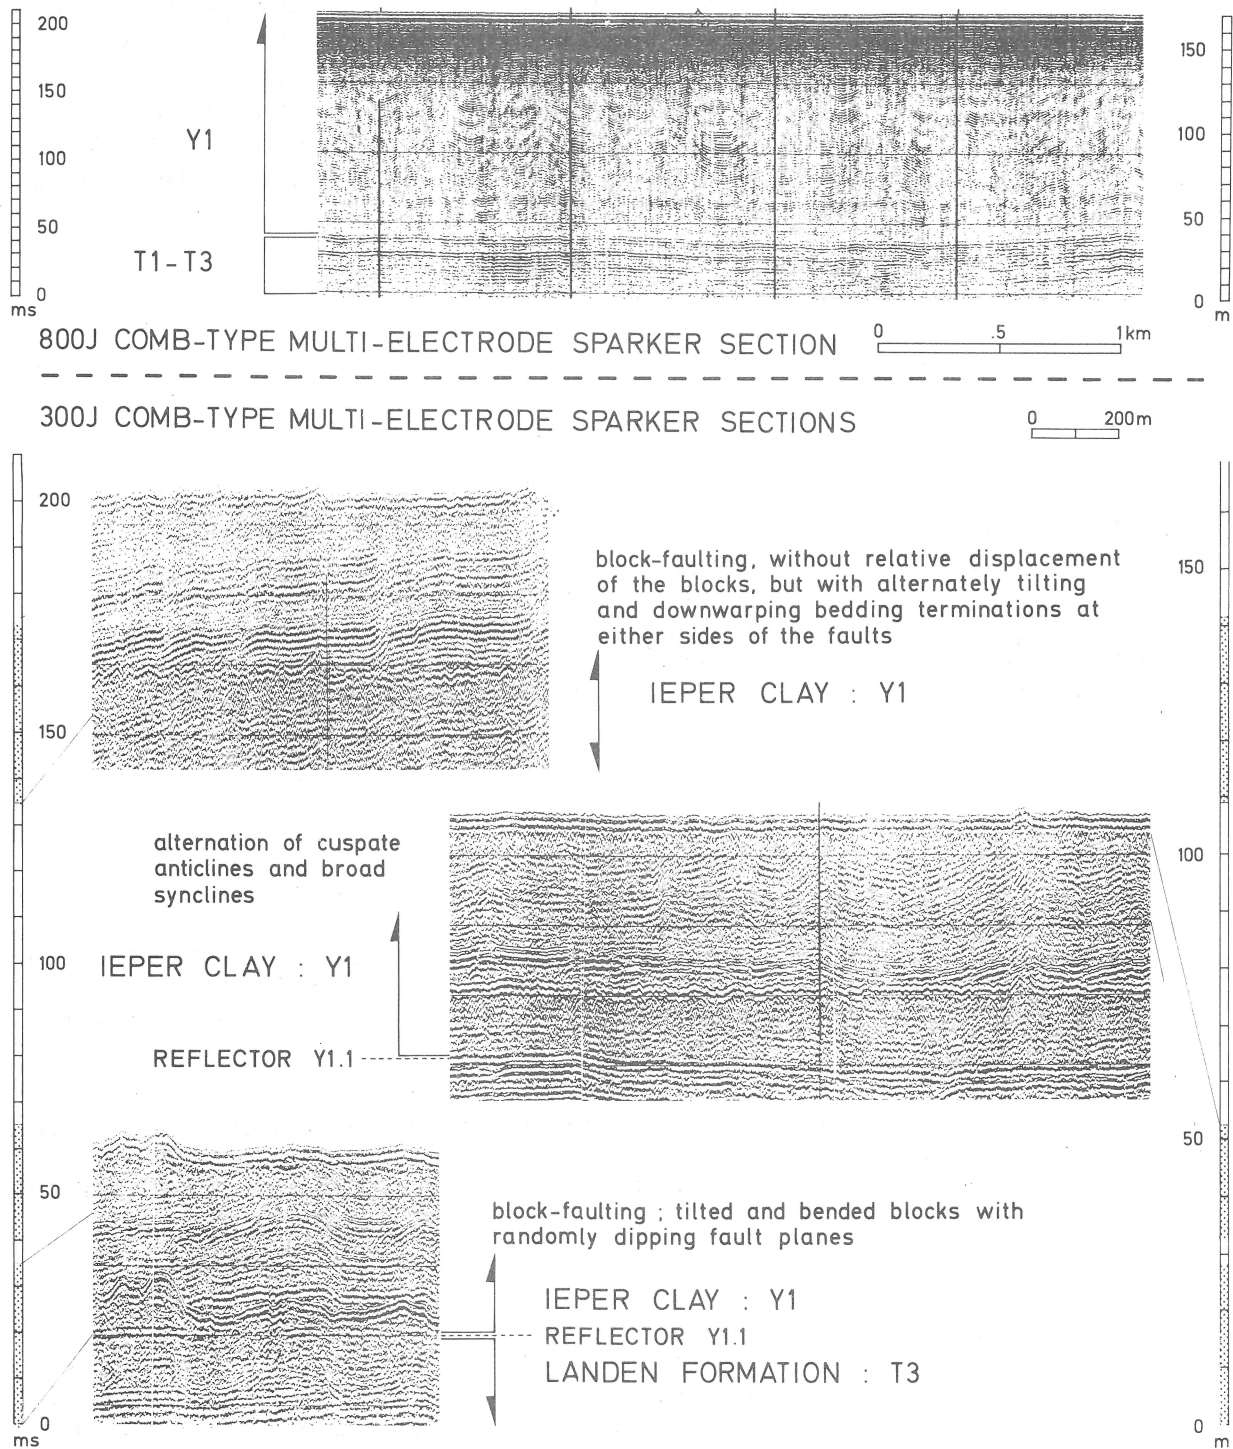 200
150
100
50
0
ms
Y1
T1-T3
150
100
50
0
m
800J COMB-TYPE MULTI-ELECTRODE SPARKER SECTION
0 .5 1km
300J COMB-TYPE MULTI-ELECTRODE SPARKER SECTIONS
0 200m
200
150
100
50
0
ms
150
100
50
0
m
block-faulting, without relative displacement
of the blocks, but with alternately tilting
and downwarping bedding terminations at
either sides of the faults
IEPER CLAY : Y1
alternation of cuspate
anticlines and broad
synclines
IEPER CLAY : Y1
REFLECTOR Y1.1
block-faulting ; tilted and bended blocks with
randomly dipping fault planes
IEPER CLAY : Y1
REFLECTOR Y1.1
LANDEN FORMATION : T3